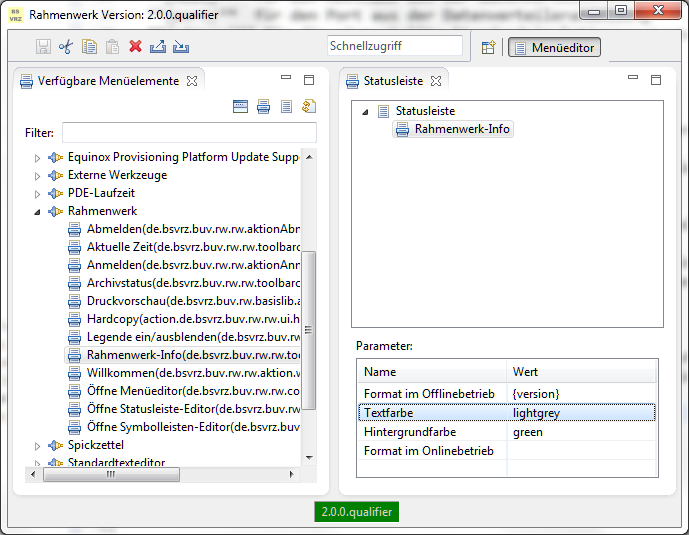 BS
VRZ
Rahmenwerk Version: 2.0.0.qualifier
Schnellzugriff
Menüeditor
Verfügbare Menüelemente
Statusleiste
Filter:
Equinox Provisioning Platform Update Supp
Externe Werkzeuge
PDE-Laufzeit
Rahmenwerk
Abmelden(de.bsvrz.buv.rw.rw.aktionAbm
Aktuelle Zeit(de.bsvrz.buv.rw.rw.toolbarc
Anmelden(de.bsvrz.buv.rw.rw.aktionAnm
Archivstatus(de.bsvrz.buv.rw.rw.toolbarc
Druckvorschau(de.bsvrz.buv.rw.basislib.a
Hardcopy(action.de.bsvrz.buv.rw.rw.ui.h
Legende ein/ausblenden(de.bsvrz.buv.rw
Rahmenwerk-Info(de.bsvrz.buv.rw.rw.too
Willkommen(de.bsvrz.buv.rw.rw.aktion.w
Öffne Menüeditor(de.bsvrz.buv.rw.rw.co
Öffne Statusleiste-Editor(de.bsvrz.buv.rw
Öffne Symbolleisten-Editor(de.bsvrz.buv
Spickzettel
Standardtexteditor
Statusleiste
Rahmenwerk-Info
Parameter:
Name Wert
Format im Offlinebetrieb {version}
Textfarbe lightgrey
Hintergrundfarbe green
Format im Onlinebetrieb
2.0.0.qualifier